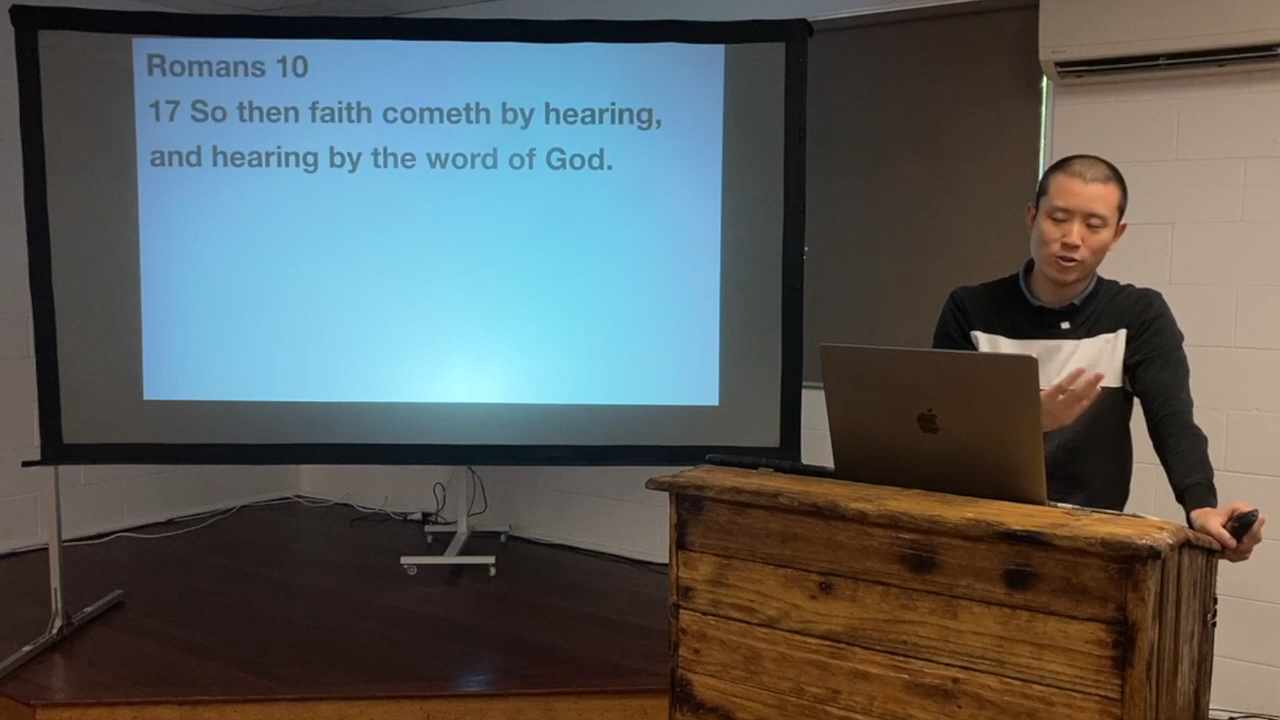 Romans 10
17 So then faith cometh by hearing,
and hearing by the word of God.